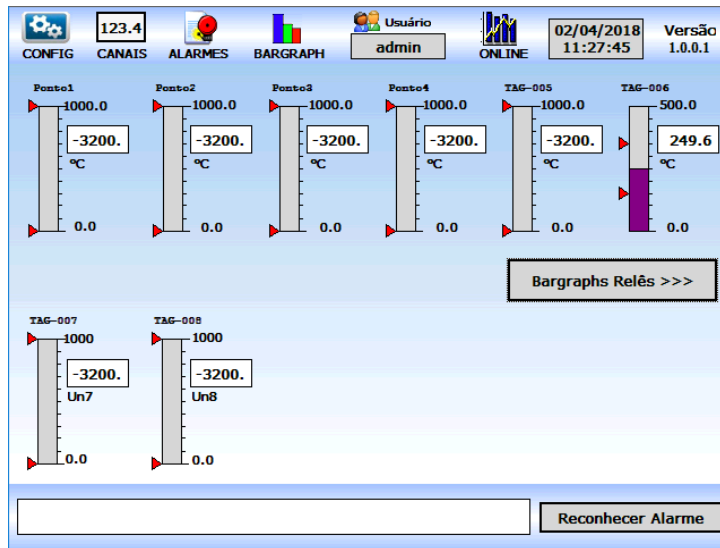 123.4 Usuário 02/04/2018 Versão
CONFIG CANAIS ALARMES BARGRAPH admin ONLINE 11:27:45 1.0.0.1
Ponto1 Ponto2 Ponto3 Ponto4 TAG-005 TAG-006
1000.0 1000.0 1000.0 1000.0 1000.0 500.0
-3200. -3200. -3200. -3200. -3200. 249.6
ºC ºC ºC ºC ºC ºC
0.0 0.0 0.0 0.0 0.0 0.0
Bargraphs Relês >>>
TAG-007 TAG-008
1000 1000
-3200. -3200.
Un7 Un8
0.0 0.0
Reconhecer Alarme